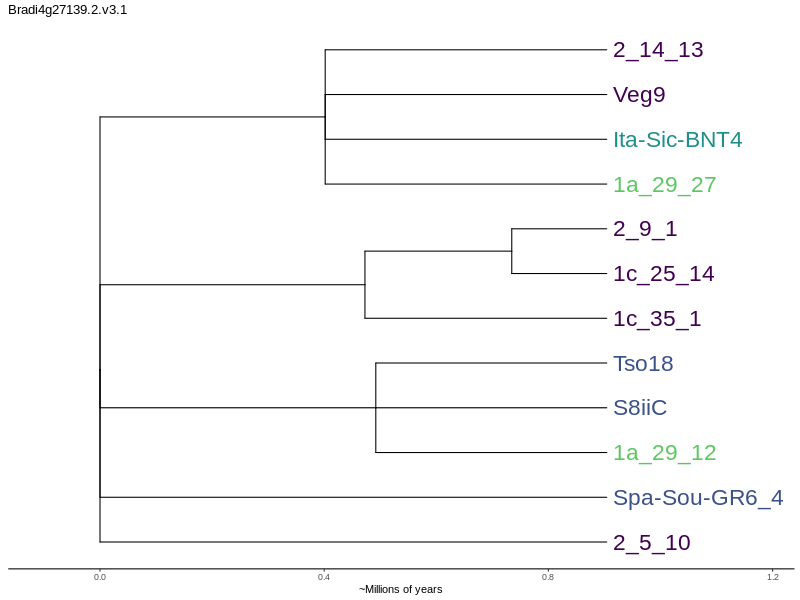 Bradi4g27139.2.v3.1
2_14_13
Veg9
Ita-Sic-BNT4
1a_29_27
2_9_1
1c_25_14
1c_35_1
Tso18
S8iiC
1a_29_12
Spa-Sou-GR6_4
2_5_10
0.0 0.4 0.8 1.2
~Millions of years